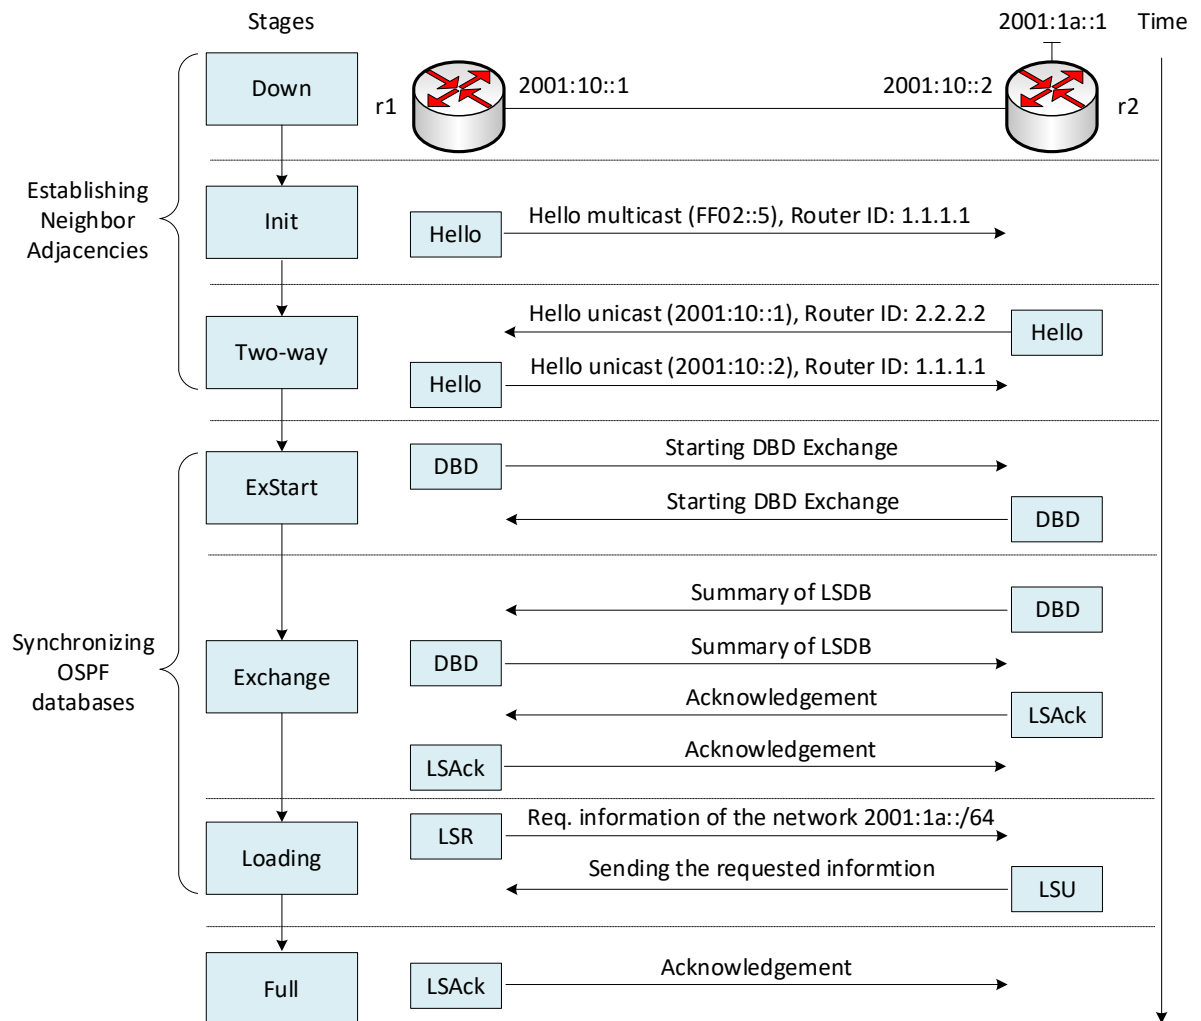 Stages
2001:1a::1
Time
Down
r1
2001:10::1
2001:10::2
r2
Establishing
Neighbor
Adjacencies
Init
Hello
Hello multicast (FF02::5), Router ID: 1.1.1.1
Two-way
Hello unicast (2001:10::1), Router ID: 2.2.2.2
Hello
Hello
Hello unicast (2001:10::2), Router ID: 1.1.1.1
Synchronizing
OSPF
databases
ExStart
DBD
Starting DBD Exchange
Starting DBD Exchange
DBD
Exchange
Summary of LSDB
DBD
DBD
Summary of LSDB
Acknowledgement
LSAck
LSAck
Acknowledgement
Loading
LSR
Req. information of the network 2001:1a::/64
Sending the requested informtion
LSU
Full
LSAck
Acknowledgement